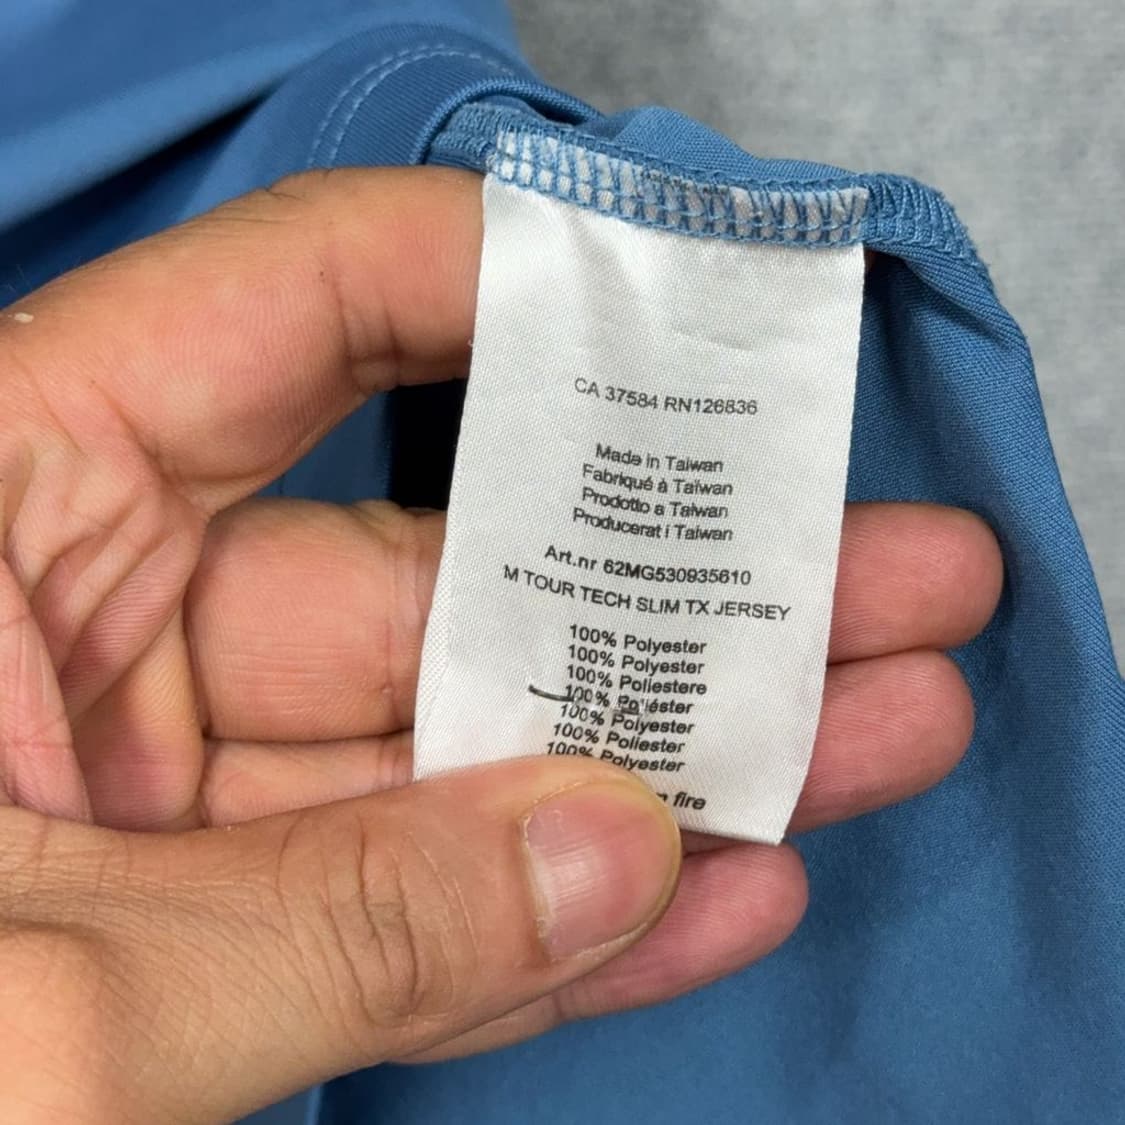 CA 37584 RN126836
Made in Taiwan
Fabriqué à Taïwan
Prodotto a Taiwan
Producerat i Taiwan
Art.nr 62MG530935610
M TOUR TECH SLIM TX JERSEY
100% Polyester
100% Polyester
100% Poliestere
100% Poliéster
100% Polyester
100% Poliester
100% Polyester
fire